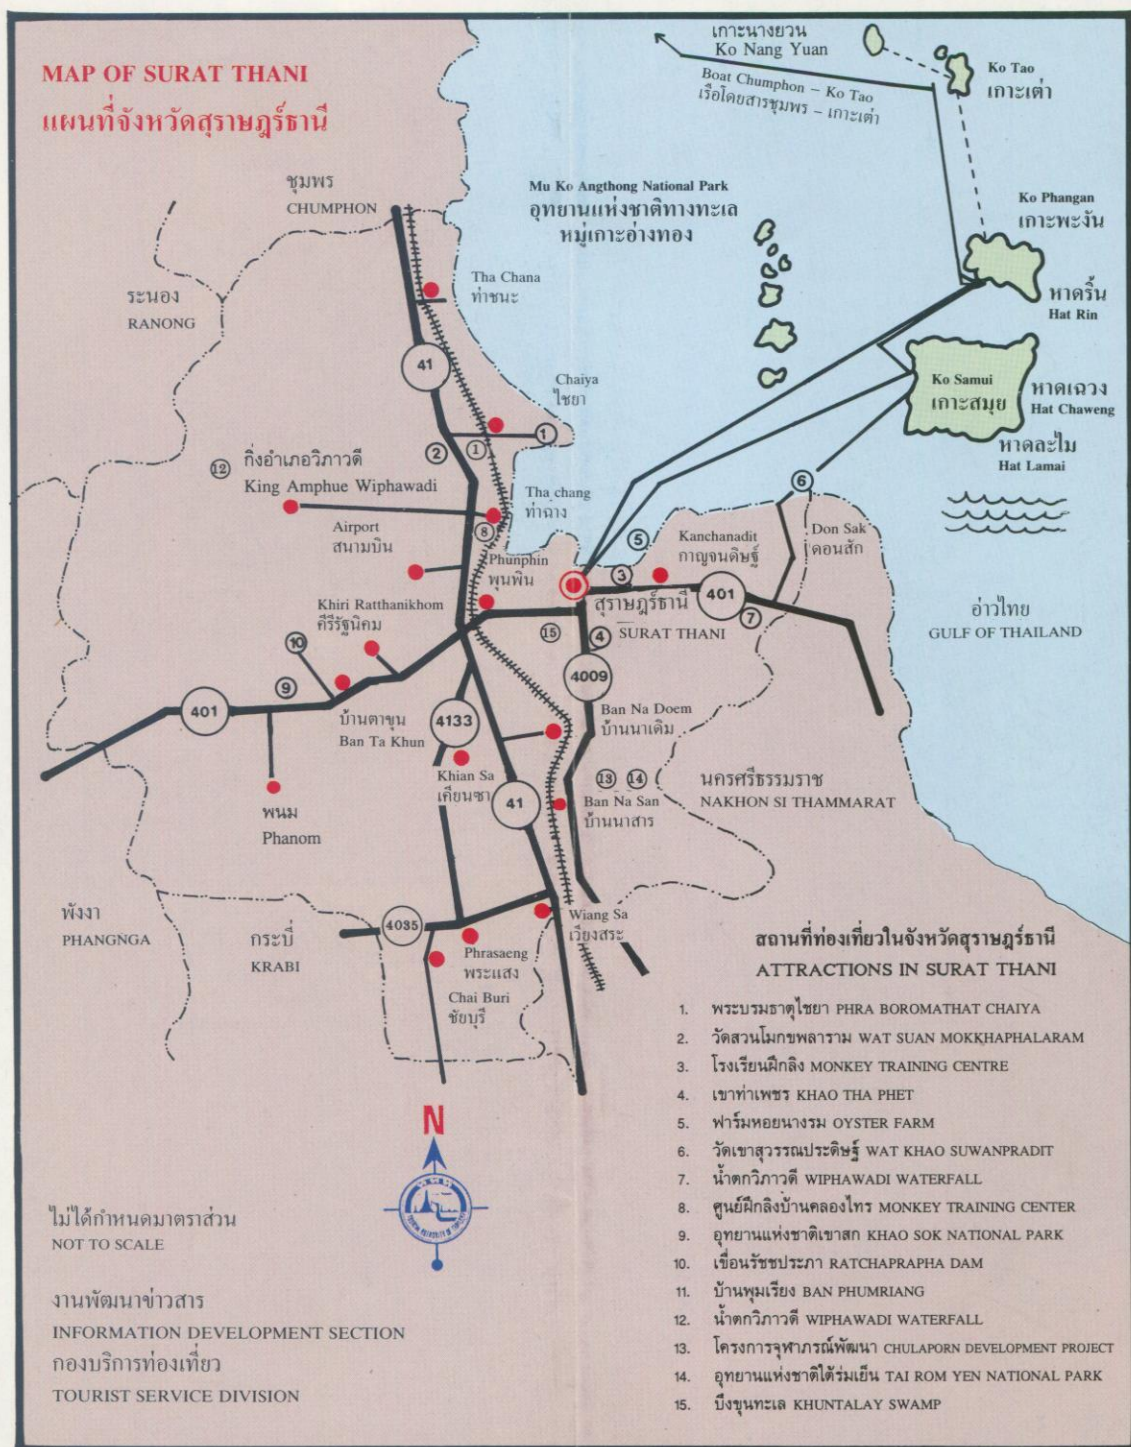 MAP OF SURAT THANI
แผนที่จังหวัดสุราษฎร์ธานี
เกาะนางยวน
Ko Nang Yuan
Boat Chumphon – Ko Tao
เรือโดยสารชุมพร – เกาะเต่า
Ko Tao
เกาะเต่า
ชุมพร
CHUMPHON
Mu Ko Angthong National Park
อุทยานแห่งชาติทางทะเล
หมู่เกาะอ่างทอง
Ko Phangan
เกาะพะงัน
ระนอง
RANONG
Tha Chana
ท่าชนะ
หาดริ้น
Hat Rin
41
Chaiya
ไชยา
Ko Samui
เกาะสมุย
หาดเฉวง
Hat Chaweng
หาดละไม
Hat Lamai
1
1
2
12
กิ่งอำเภอวิภาวดี
King Amphue Wiphawadi
Tha chang
ท่าฉาง
6
Airport
สนามบิน
8
Phunphin
พุนพิน
5
Kanchanadit
กาญจนดิษฐ์
Don Sak
ดอนสัก
3
401
7
Khiri Ratthanikhom
คีรีรัฐนิคม
สุราษฎร์ธานี
SURAT THANI
15
4
อ่าวไทย
GULF OF THAILAND
10
9
401
4009
4133
บ้านตาขุน
Ban Ta Khun
Ban Na Doem
บ้านนาเดิม
Khian Sa
เคียนซา
41
13
14
Ban Na San
บ้านนาสาร
นครศรีธรรมราช
NAKHON SI THAMMARAT
พนม
Phanom
พังงา
PHANGNGA
กระบี่
KRABI
4035
Wiang Sa
เวียงสระ
Phrasaeng
พระแสง
Chai Buri
ชัยบุรี
สถานที่ท่องเที่ยวในจังหวัดสุราษฎร์ธานี
ATTRACTIONS IN SURAT THANI
1. พระบรมธาตุไชยา PHRA BOROMATHAT CHAIYA
2. วัดสวนโมกขพลาราม WAT SUAN MOKKHAPHALARAM
3. โรงเรียนฝึกลิง MONKEY TRAINING CENTRE
4. เขาท่าเพชร KHAO THA PHET
5. ฟาร์มหอยนางรม OYSTER FARM
6. วัดเขาสุวรรณประดิษฐ์ WAT KHAO SUWANPRADIT
7. น้ำตกวิภาวดี WIPHAWADI WATERFALL
8. ศูนย์ฝึกลิงบ้านคลองไทร MONKEY TRAINING CENTER
9. อุทยานแห่งชาติเขาสก KHAO SOK NATIONAL PARK
10. เขื่อนรัชชประภา RATCHAPRAPHA DAM
11. บ้านพุมเรียง BAN PHUMRIANG
12. น้ำตกวิภาวดี WIPHAWADI WATERFALL
13. โครงการจุฬาภรณ์พัฒนา CHULAPORN DEVELOPMENT PROJECT
14. อุทยานแห่งชาติใต้ร่มเย็น TAI ROM YEN NATIONAL PARK
15. บึงขุนทะเล KHUNTALAY SWAMP
N
ไม่ได้กำหนดมาตราส่วน
NOT TO SCALE
งานพัฒนาข่าวสาร
INFORMATION DEVELOPMENT SECTION
กองบริการท่องเที่ยว
TOURIST SERVICE DIVISION